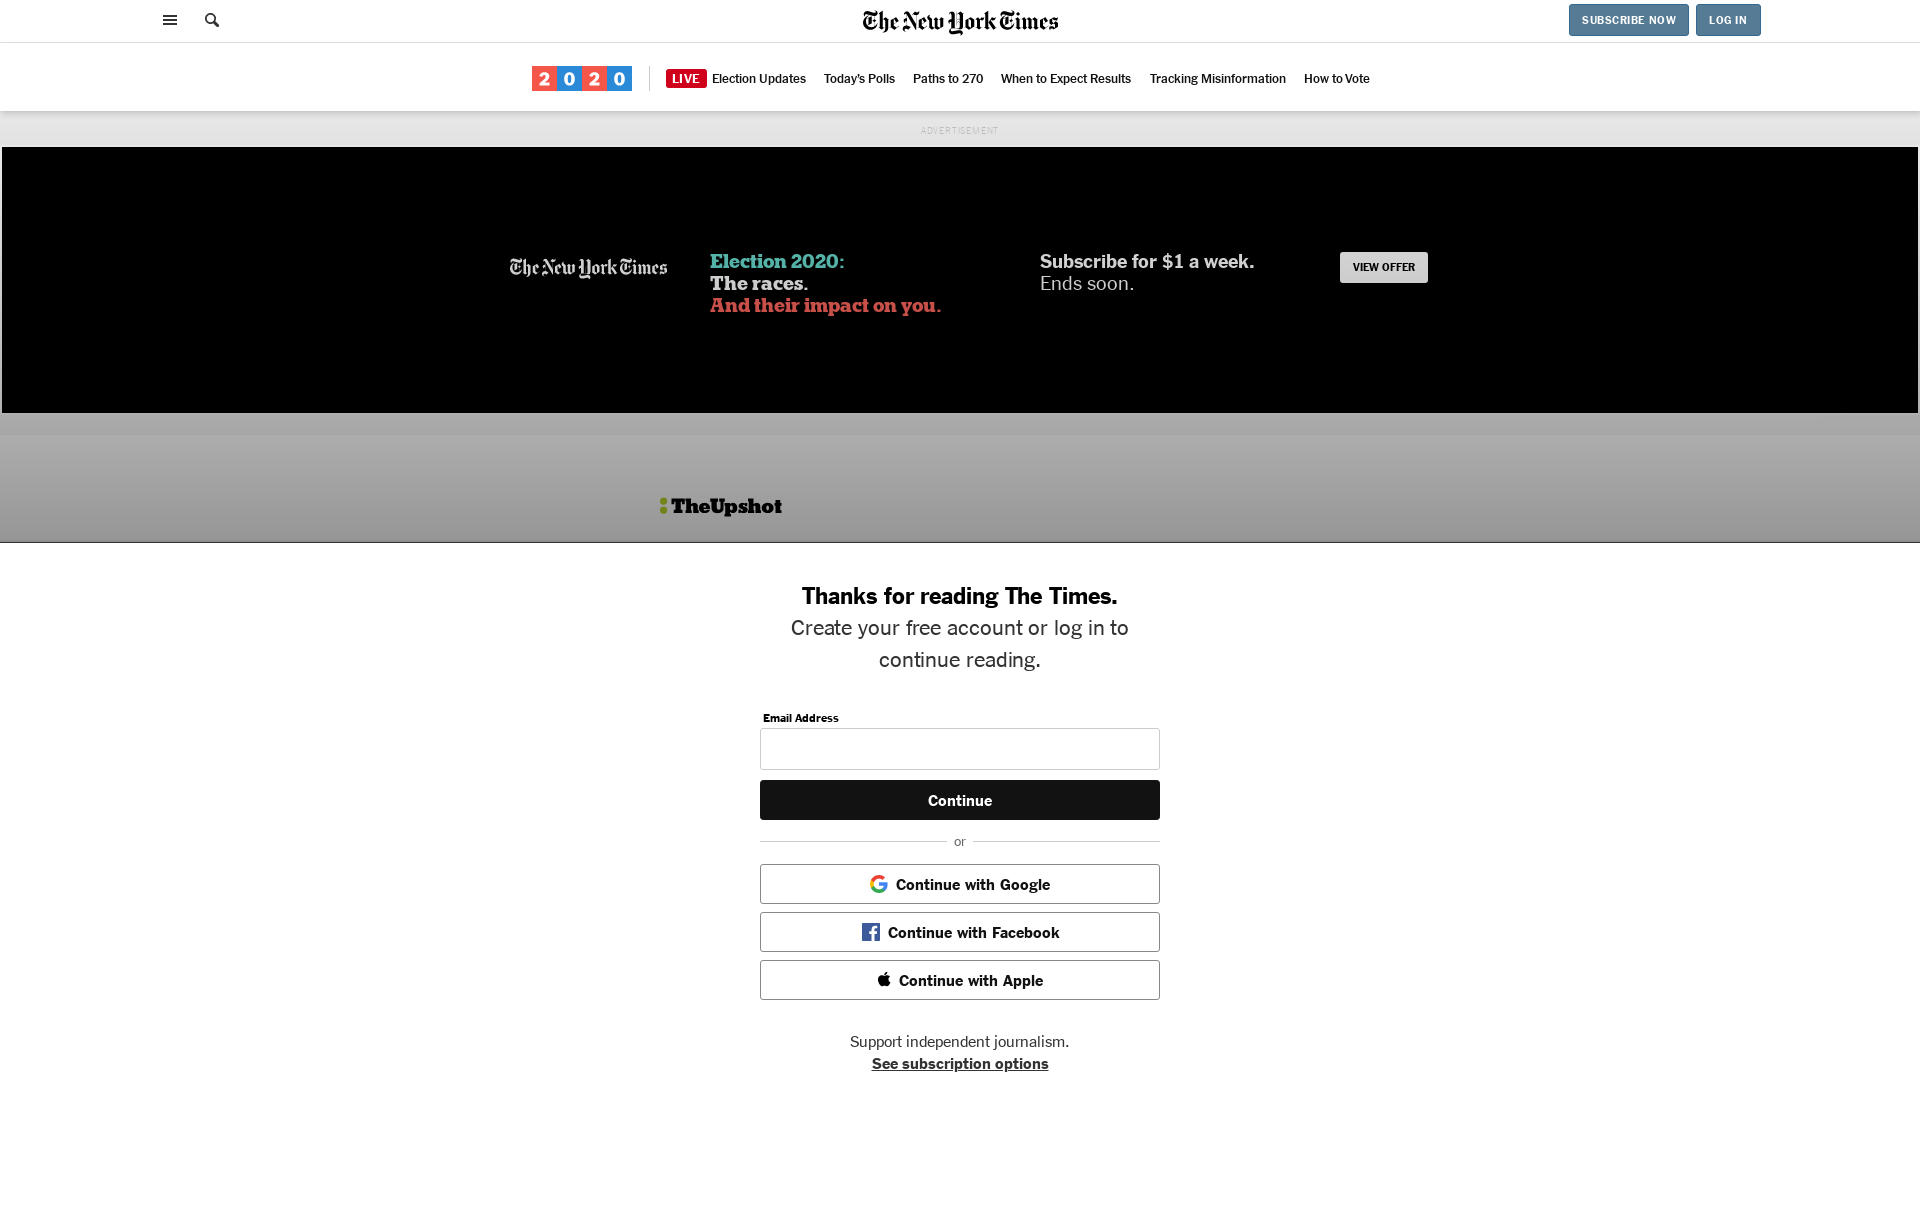 The New York Times
SUBSCRIBE NOW
LOG IN
2020
LIVE Election Updates
Today's Polls
Paths to 270
When to Expect Results
Tracking Misinformation
How to Vote
ADVERTISEMENT
The New York Times
Election 2020:
The races.
And their impact on you.
Subscribe for $1 a week.
Ends soon.
VIEW OFFER
TheUpshot
Thanks for reading The Times.
Create your free account or log in to
continue reading.
Email Address
Continue
or
Continue with Google
Continue with Facebook
Continue with Apple
Support independent journalism.
See subscription options